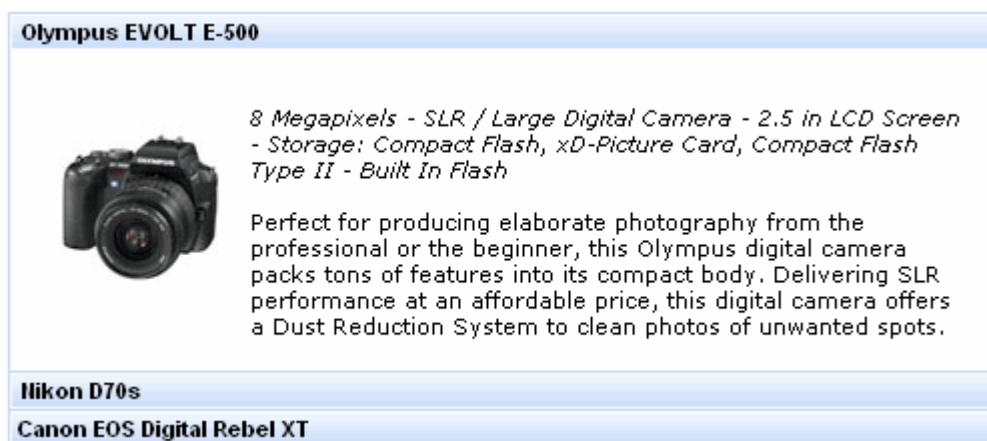 Olympus EVOLT E-500
OLYMPUS
8 Megapixels - SLR / Large Digital Camera - 2.5 in LCD Screen
- Storage: Compact Flash, xD-Picture Card, Compact Flash
Type II - Built In Flash
Perfect for producing elaborate photography from the
professional or the beginner, this Olympus digital camera
packs tons of features into its compact body. Delivering SLR
performance at an affordable price, this digital camera offers
a Dust Reduction System to clean photos of unwanted spots.
Nikon D70s
Canon EOS Digital Rebel XT